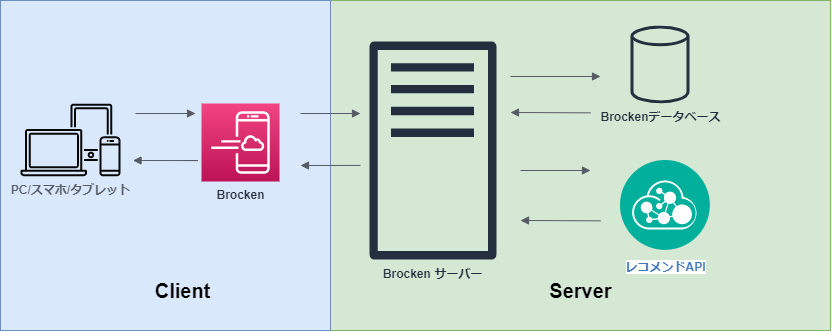 PC/スマホ/タブレット
Brocken
Brocken サーバー
Brockenデータベース
レコメンドAPI
Client
Server